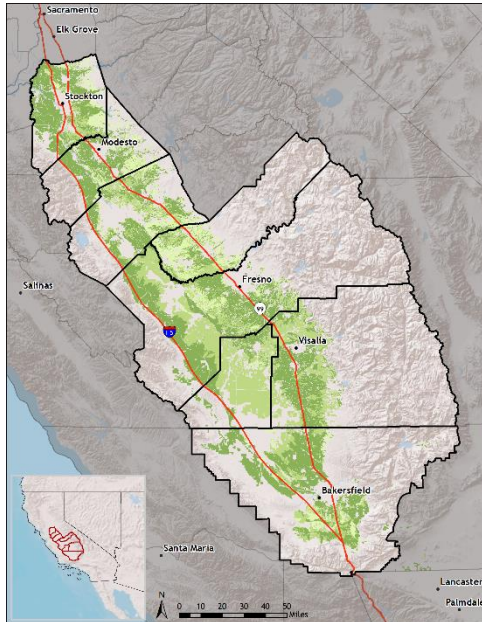 Sacramento
Elk Grove
Stockton
Modesto
Salinas
Fresno
99
Visalia
Bakersfield
Santa Maria
Lancaster
Palmdale
N
0 10 20 30 40 50
Miles